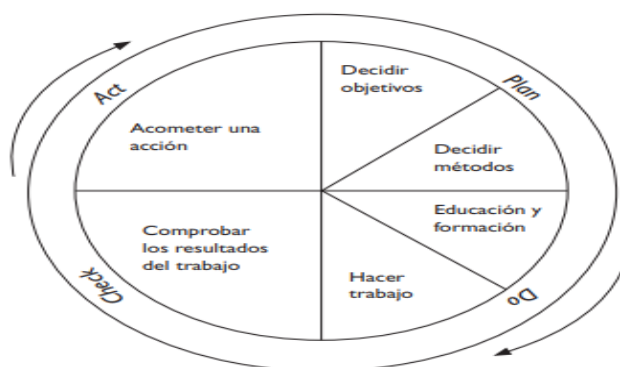 Act
Plan
Decidir
objetivos
Acometer una
acción
Decidir
métodos
Educación y
formación
Comprobar
los resultados
del trabajo
Hacer
trabajo
Check
Do